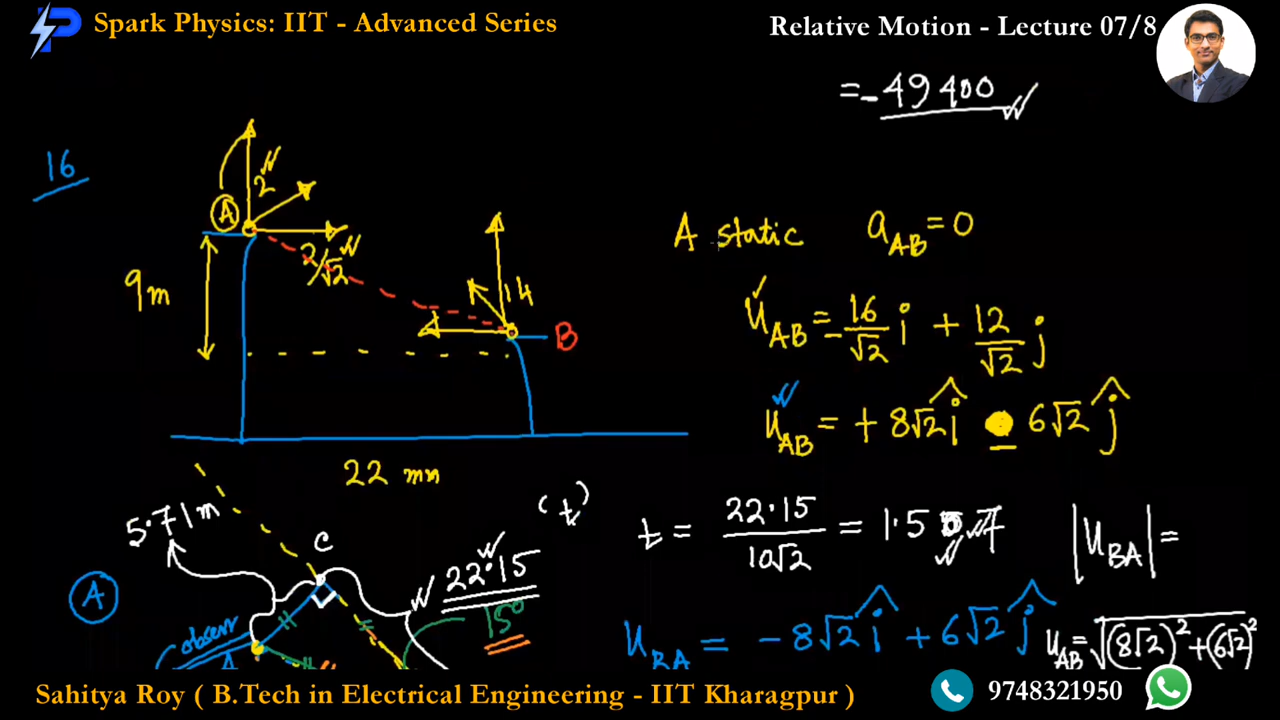 Spark Physics: IIT - Advanced Series
Relative Motion - Lecture 07/8
= - 49400
16
A
2
2/√2
9m
14
B
22 mn
A static a_AB = 0
u_AB = - 16/√2 i + 12/√2 j
u_AB = + 8√2 î - 6√2 ĵ
(t)
5.71m
C
22.15
15°
A
observ
t = 22.15 / 10√2 = 1.5
|u_BA| =
u_BA = - 8√2 î + 6√2 ĵ
u_AB = √((8√2)² + (6√2)²
Sahitya Roy ( B.Tech in Electrical Engineering - IIT Kharagpur )
9748321950